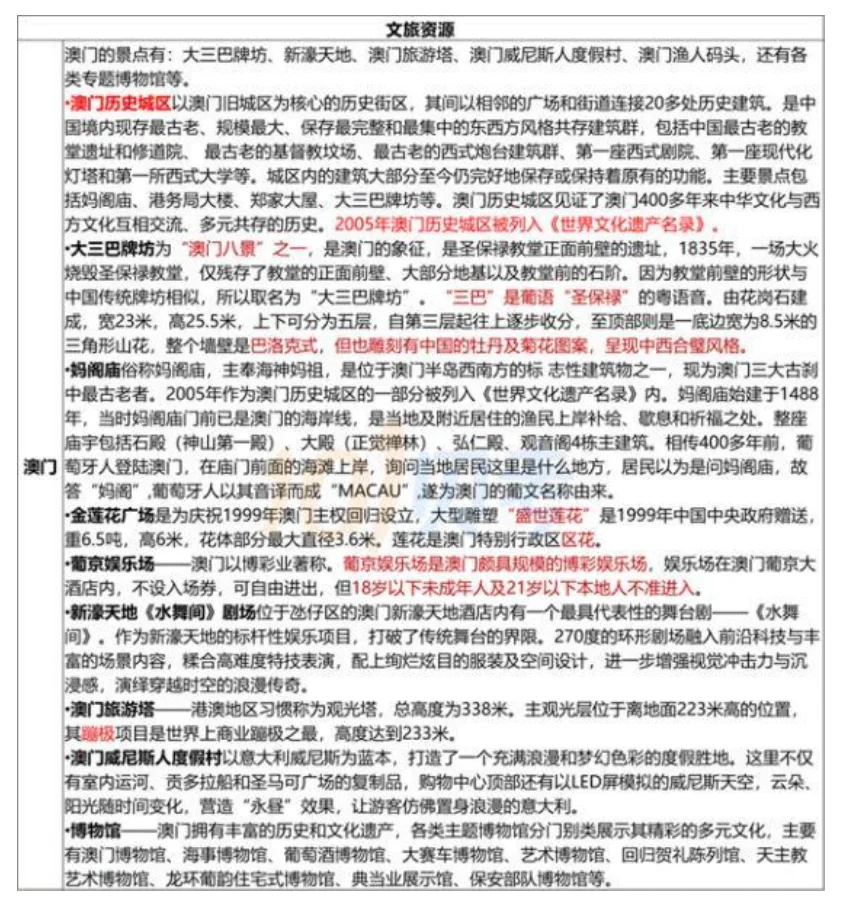 文旅资源
澳门
澳门的景点有：大三巴牌坊、新濠天地、澳门旅游塔、澳门威尼斯人度假村、澳门渔人码头，还有各
类专题博物馆等。
•澳门历史城区以澳门旧城区为核心的历史街区，其间以相邻的广场和街道连接20多处历史建筑。是中
国境内现存最古老、规模最大、保存最完整和最集中的东西方风格共存建筑群，包括中国最古老的教
堂遗址和修道院、 最古老的基督教坟场、最古老的西式炮台建筑群、第一座西式剧院、第一座现代化
灯塔和第一所西式大学等。城区内的建筑大部分至今仍完好地保存或保持着原有的功能。主要景点包
括妈阁庙、港务局大楼、郑家大屋、大三巴牌坊等。澳门历史城区见证了澳门400多年来中华文化与西
方文化互相交流、多元共存的历史。2005年澳门历史城区被列入《世界文化遗产名录》。
•大三巴牌坊为“澳门八景”之一，是澳门的象征，是圣保禄教堂正面前壁的遗址，1835年，一场大火
烧毁圣保禄教堂，仅残存了教堂的正面前壁、大部分地基以及教堂前的石阶。因为教堂前壁的形状与
中国传统牌坊相似，所以取名为“大三巴牌坊”。“三巴”是葡语“圣保禄”的粤语音。由花岗石建
成，宽23米，高25.5米，上下可分为五层，自第三层起往上逐步收分，至顶部则是一底边宽为8.5米的
三角形山花，整个墙壁是巴洛克式，但也雕刻有中国的牡丹及菊花图案，呈现中西合璧风格。
•妈阁庙俗称妈阁庙，主奉海神妈祖，是位于澳门半岛西南方的标 志性建筑物之一，现为澳门三大古刹
中最古老者。2005年作为澳门历史城区的一部分被列入《世界文化遗产名录》内。妈阁庙始建于1488
年，当时妈阁庙门前已是澳门的海岸线，是当地及附近居住的渔民上岸补给、歇息和祈福之处。整座
庙宇包括石殿（神山第一殿）、大殿（正觉禅林）、弘仁殿、观音阁4栋主建筑。相传400多年前，葡
萄牙人登陆澳门，在庙门前面的海滩上岸，询问当地居民这里是什么地方，居民以为是问妈阁庙，故
答“妈阁”,葡萄牙人以其音译而成“MACAU”,遂为澳门的葡文名称由来。
•金莲花广场是为庆祝1999年澳门主权回归设立，大型雕塑“盛世莲花”是1999年中国中央政府赠送，
重6.5吨，高6米，花体部分最大直径3.6米。莲花是澳门特别行政区区花。
•葡京娱乐场——澳门以博彩业著称。葡京娱乐场是澳门颇具规模的博彩娱乐场，娱乐场在澳门葡京大
酒店内，不设入场券，可自由进出，但18岁以下未成年人及21岁以下本地人不准进入。
•新濠天地《水舞间》剧场位于氹仔区的澳门新濠天地酒店内有一个最具代表性的舞台剧——《水舞
间》。作为新濠天地的标杆性娱乐项目，打破了传统舞台的界限。270度的环形剧场融入前沿科技与丰
富的场景内容，糅合高难度特技表演，配上绚烂炫目的服装及空间设计，进一步增强视觉冲击力与沉
浸感，演绎穿越时空的浪漫传奇。
•澳门旅游塔——港澳地区习惯称为观光塔，总高度为338米。主观光层位于离地面223米高的位置，
其蹦极项目是世界上商业蹦极之最，高度达到233米。
•澳门威尼斯人度假村以意大利威尼斯为蓝本，打造了一个充满浪漫和梦幻色彩的度假胜地。这里不仅
有室内运河、贡多拉船和圣马可广场的复制品，购物中心顶部还有以LED屏模拟的威尼斯天空，云朵、
阳光随时间变化，营造“永昼”效果，让游客仿佛置身浪漫的意大利。
•博物馆——澳门拥有丰富的历史和文化遗产，各类主题博物馆分门别类展示其精彩的多元文化，主要
有澳门博物馆、海事博物馆、葡萄酒博物馆、大赛车博物馆、艺术博物馆、回归贺礼陈列馆、天主教
艺术博物馆、龙环葡韵住宅式博物馆、典当业展示馆、保安部队博物馆等。